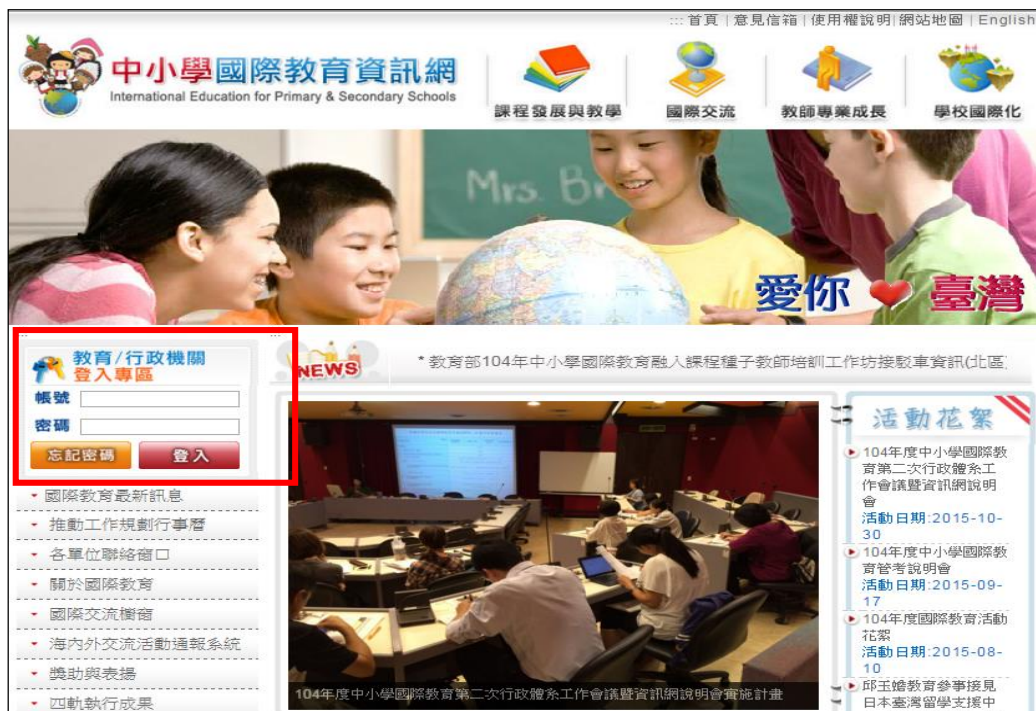 :::首頁|意見信箱|使用權說明|網站地圖|English
中小學國際教育資訊網
International Education for Primary & Secondary Schools
課程發展與教學
國際交流
教師專業成長
學校國際化
Mrs. Br
愛你 臺灣
教育/行政機關
登入專區
帳號
密碼
忘記密碼
登入
NEWS
*教育部104年中小學國際教育融入課程種子教師培訓工作坊接駁車資訊(北區
國際教育最新訊息
推動工作規劃行事曆
各單位聯絡窗口
關於國際教育
國際交流櫥窗
海內外交流活動通報系統
獎助與表揚
四軌執行成果
104年度中小學國際教育第二次行政體系工作會議暨資訊網說明會實施計畫
活動花絮
104年度中小學國際教
育第二次行政體系工
作會議暨資訊網說明
會
活動日期:2015-10-
30
104年度中小學國際教
育管考說明會
活動日期:2015-09-
17
104年度國際教育活動
花絮
活動日期:2015-08-
10
邱玉蟾教育參事接見
日本臺灣留學支援中